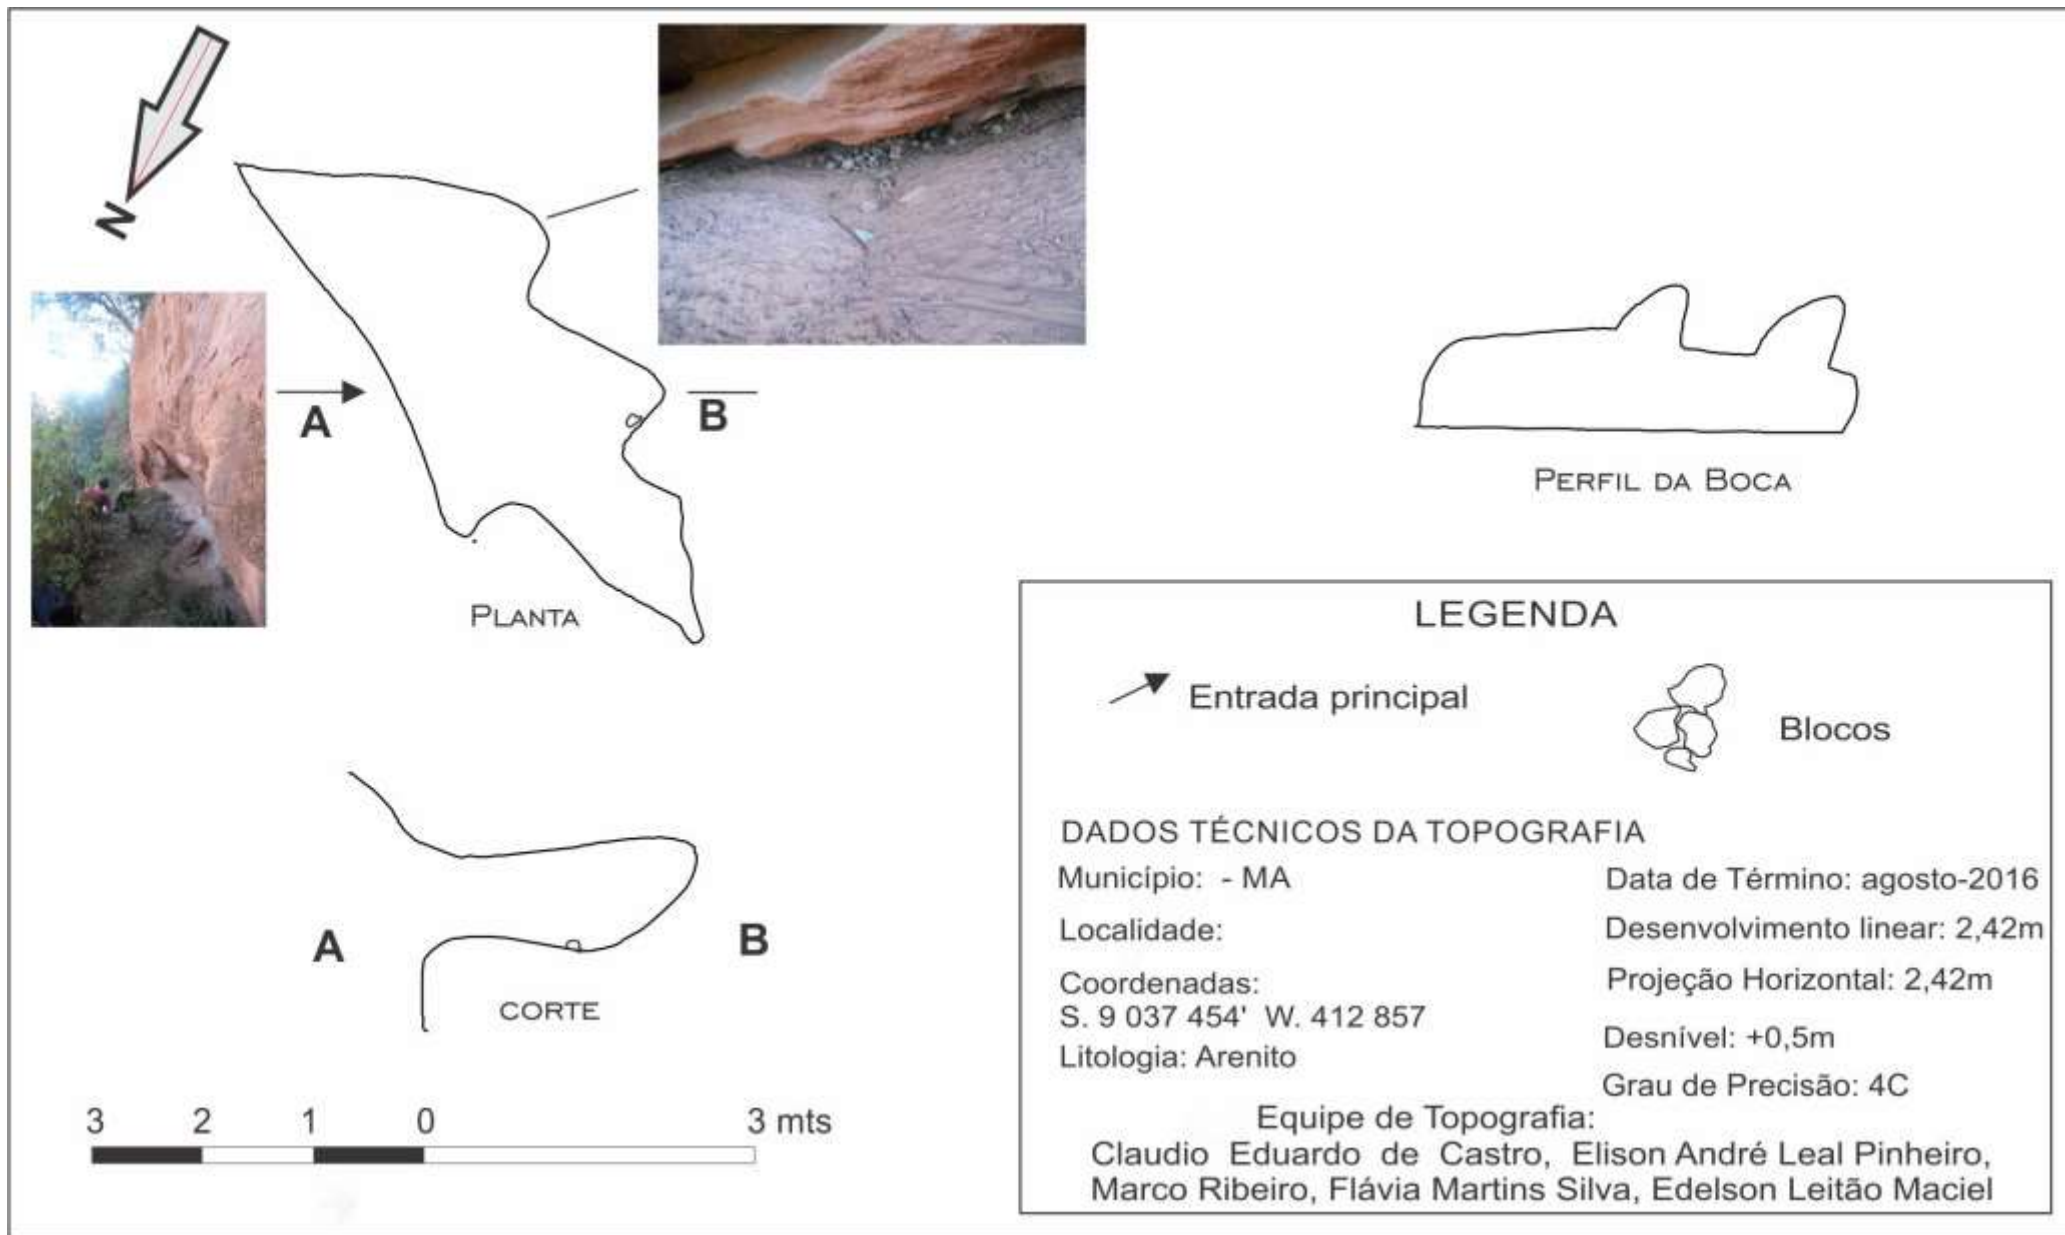 N
A
B
PLANTA
PERFIL DA BOCA
A
B
CORTE
3 2 1 0 3 mts
LEGENDA
Entrada principal
Blocos
DADOS TÉCNICOS DA TOPOGRAFIA
Município: - MA
Localidade:
Coordenadas:
S. 9 037 454' W. 412 857
Litologia: Arenito
Data de Término: agosto-2016
Desenvolvimento linear: 2,42m
Projeção Horizontal: 2,42m
Desnível: +0,5m
Grau de Precisão: 4C
Equipe de Topografia:
Claudio Eduardo de Castro, Elison André Leal Pinheiro,
Marco Ribeiro, Flávia Martins Silva, Edelson Leitão Maciel